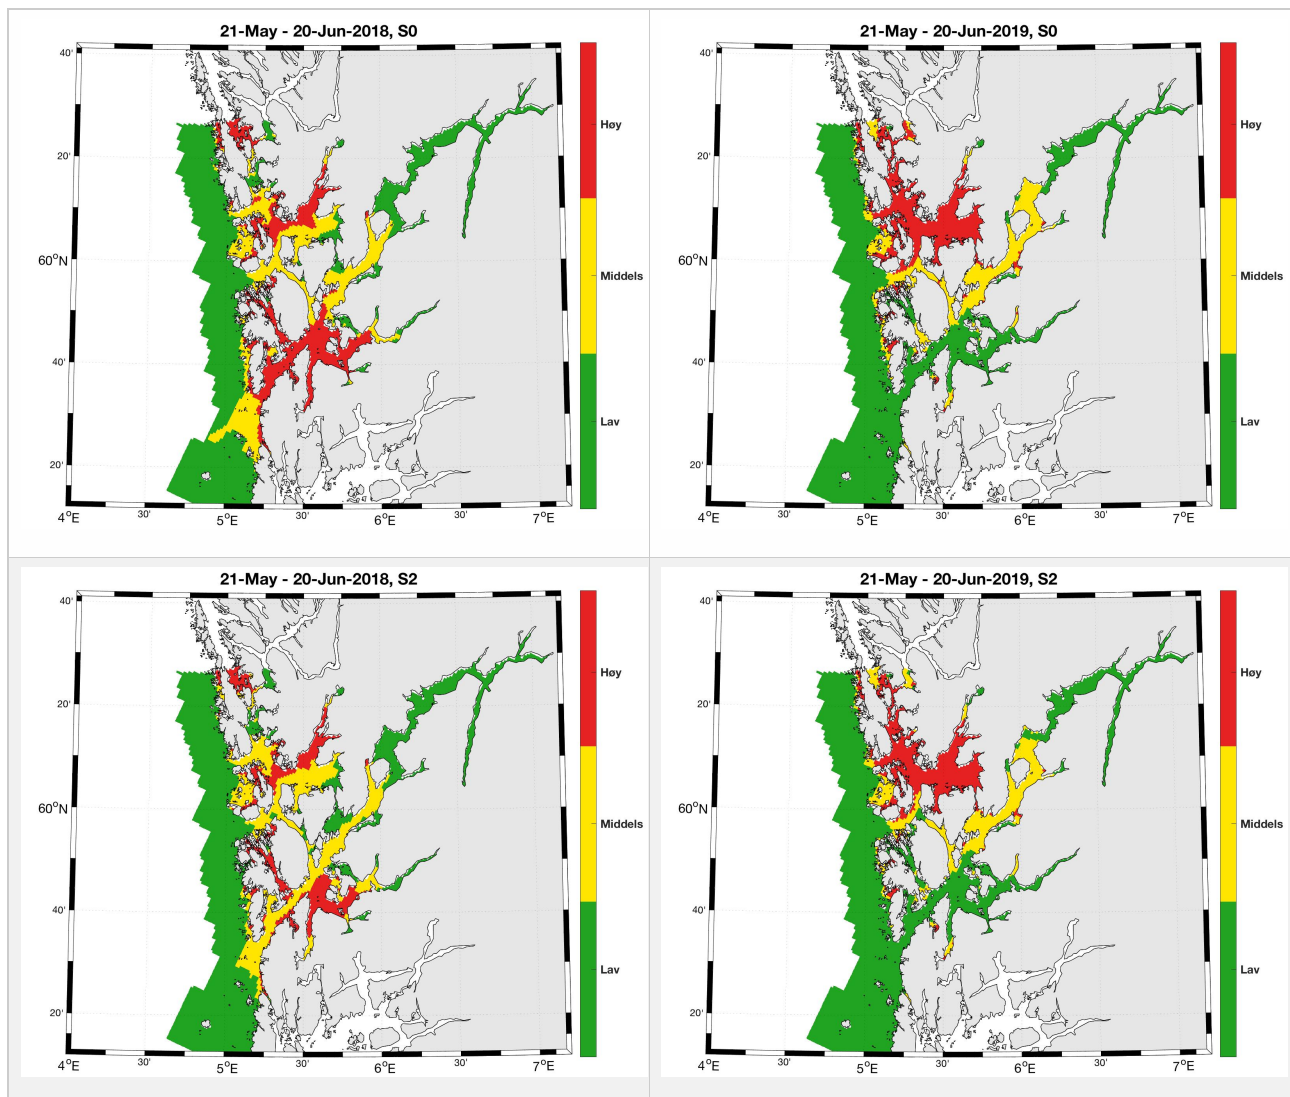 21-May - 20-Jun-2018, S0
40'
20'
60°N
40'
20'
4°E
30'
5°E
30'
6°E
30'
7°E
Høy
Middels
Lav
21-May - 20-Jun-2019, S0
40'
20'
60°N
40'
20'
4°E
30'
5°E
30'
6°E
30'
7°E
Høy
Middels
Lav
21-May - 20-Jun-2018, S2
40'
20'
60°N
40'
20'
4°E
30'
5°E
30'
6°E
30'
7°E
Høy
Middels
Lav
21-May - 20-Jun-2019, S2
40'
20'
60°N
40'
20'
4°E
30'
5°E
30'
6°E
30'
7°E
Høy
Middels
Lav